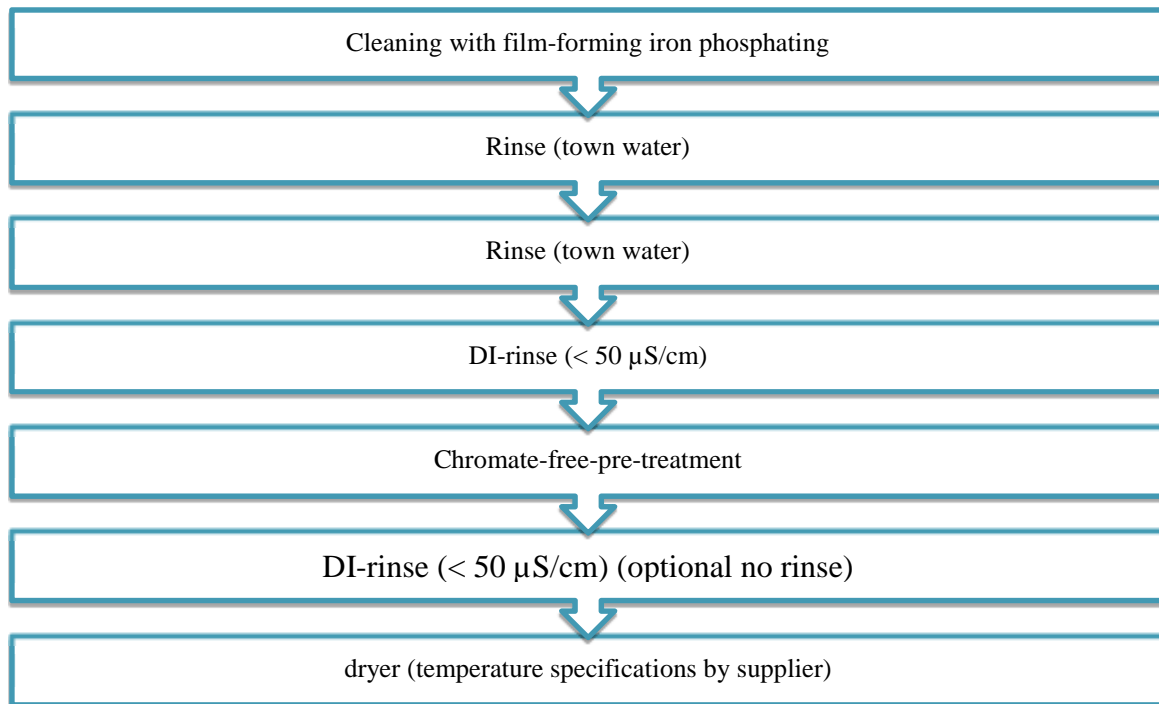 Cleaning with film-forming iron phosphating
Rinse (town water)
Rinse (town water)
DI-rinse (< 50 µS/cm)
Chromate-free-pre-treatment
DI-rinse (< 50 µS/cm) (optional no rinse)
dryer (temperature specifications by supplier)